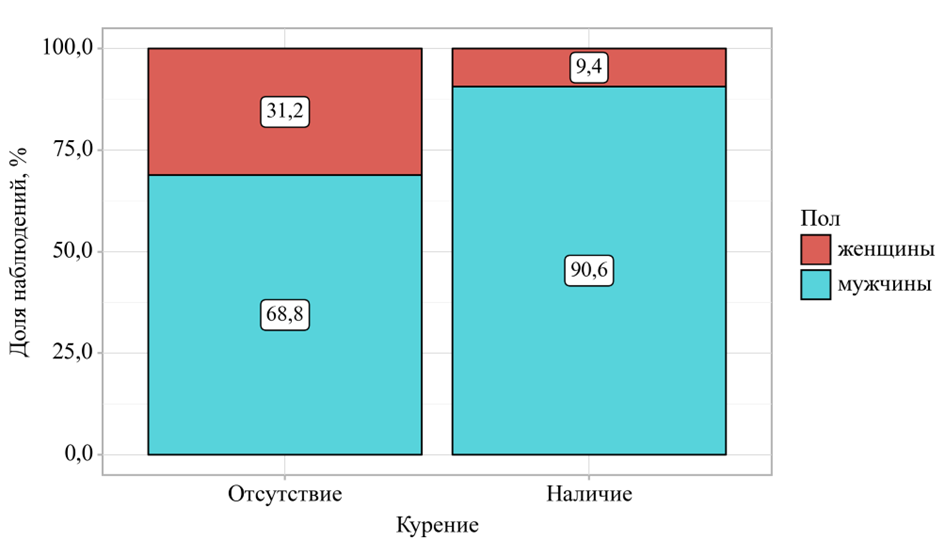 Доля наблюдений, %
100,0
75,0
50,0
25,0
0,0
31,2
68,8
9,4
90,6
Отсутствие
Наличие
Курение
Пол
женщины
мужчины